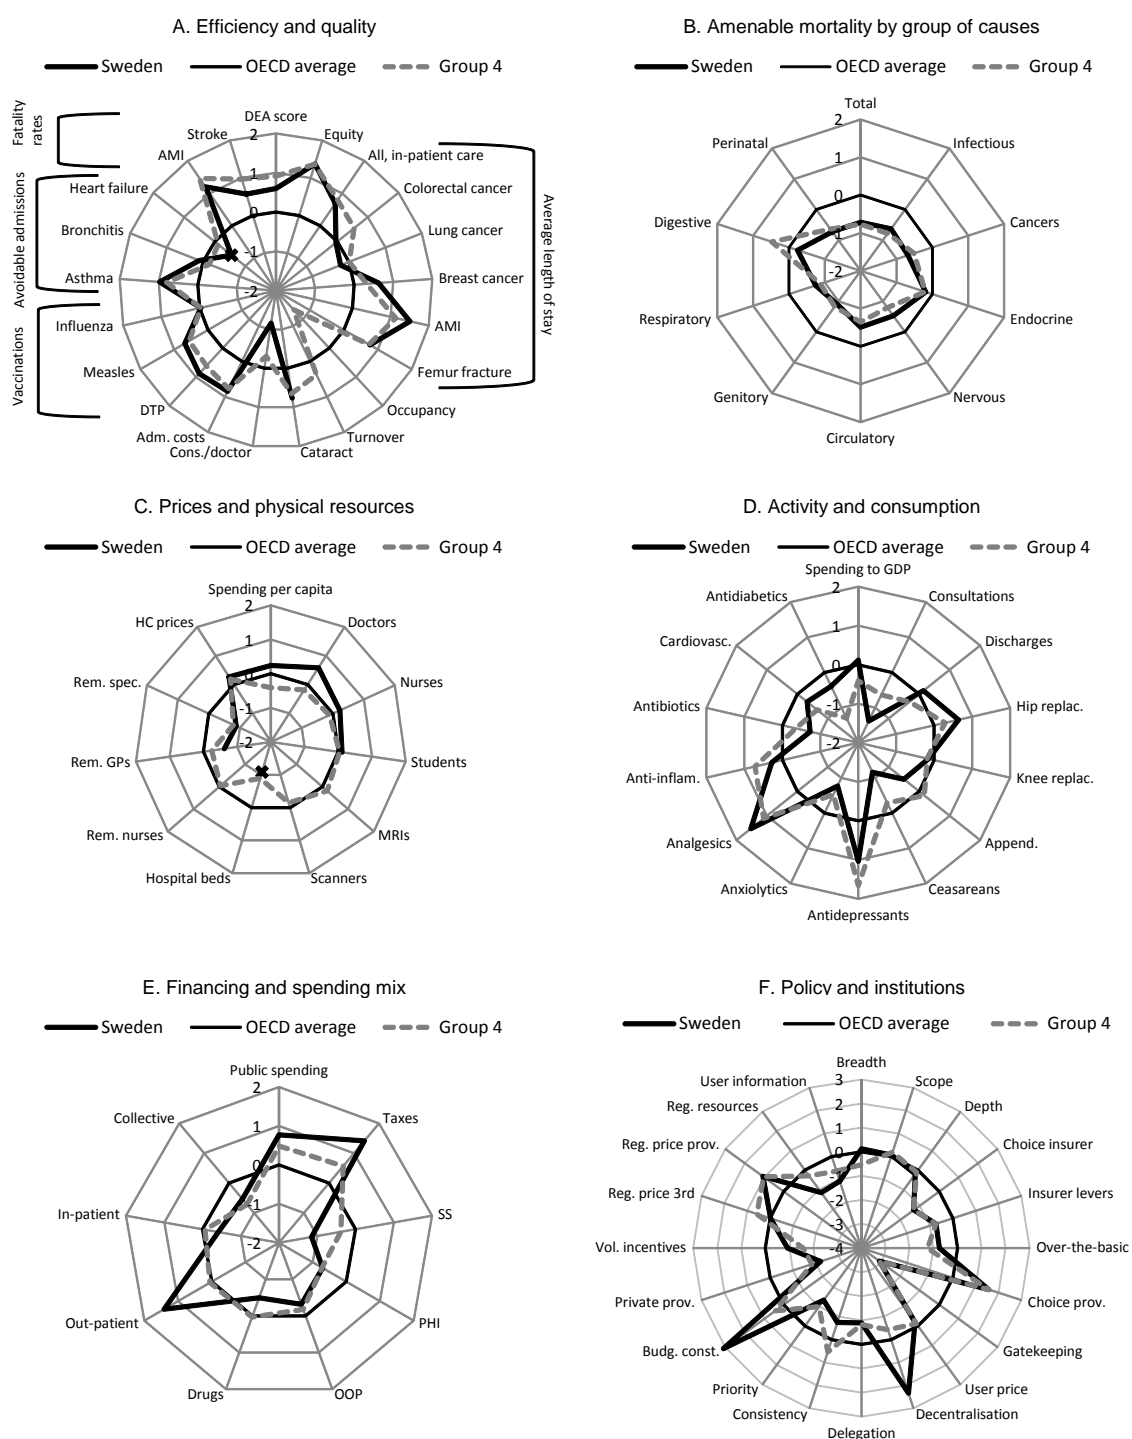 A. Efficiency and quality
Sweden
OECD average
Group 4
Fatality rates
Avoidable admissions
Vaccinations
Average length of stay
DEA score
Equity
All, in-patient care
Colorectal cancer
Lung cancer
Breast cancer
AMI
Femur fracture
Occupancy
Turnover
Cataract
Cons./doctor
Adm. costs
DTP
Measles
Influenza
Asthma
Bronchitis
Heart failure
AMI
Stroke
2
1
0
-1
-2
B. Amenable mortality by group of causes
Sweden
OECD average
Group 4
Total
Infectious
Cancers
Endocrine
Nervous
Circulatory
Genitory
Respiratory
Digestive
Perinatal
2
1
0
-1
-2
C. Prices and physical resources
Sweden
OECD average
Group 4
Spending per capita
Doctors
Nurses
Students
MRIs
Scanners
Hospital beds
Rem. nurses
Rem. GPs
Rem. spec.
HC prices
2
1
0
-1
-2
D. Activity and consumption
Sweden
OECD average
Group 4
Spending to GDP
Consultations
Discharges
Hip replac.
Knee replac.
Append.
Ceasareans
Antidepressants
Anxiolytics
Analgesics
Anti-inflam.
Antibiotics
Cardiovasc.
Antidiabetics
2
1
0
-1
-2
E. Financing and spending mix
Sweden
OECD average
Group 4
Public spending
Taxes
SS
PHI
OOP
Drugs
Out-patient
In-patient
Collective
2
1
0
-1
-2
F. Policy and institutions
Sweden
OECD average
Group 4
Breadth
Scope
Depth
Choice insurer
Insurer levers
Over-the-basic
Choice prov.
Gatekeeping
User price
Decentralisation
Delegation
Consistency
Priority
Budg. const.
Private prov.
Vol. incentives
Reg. price 3rd
Reg. price prov.
Reg. resources
User information
3
2
1
0
-1
-2
-3
-4